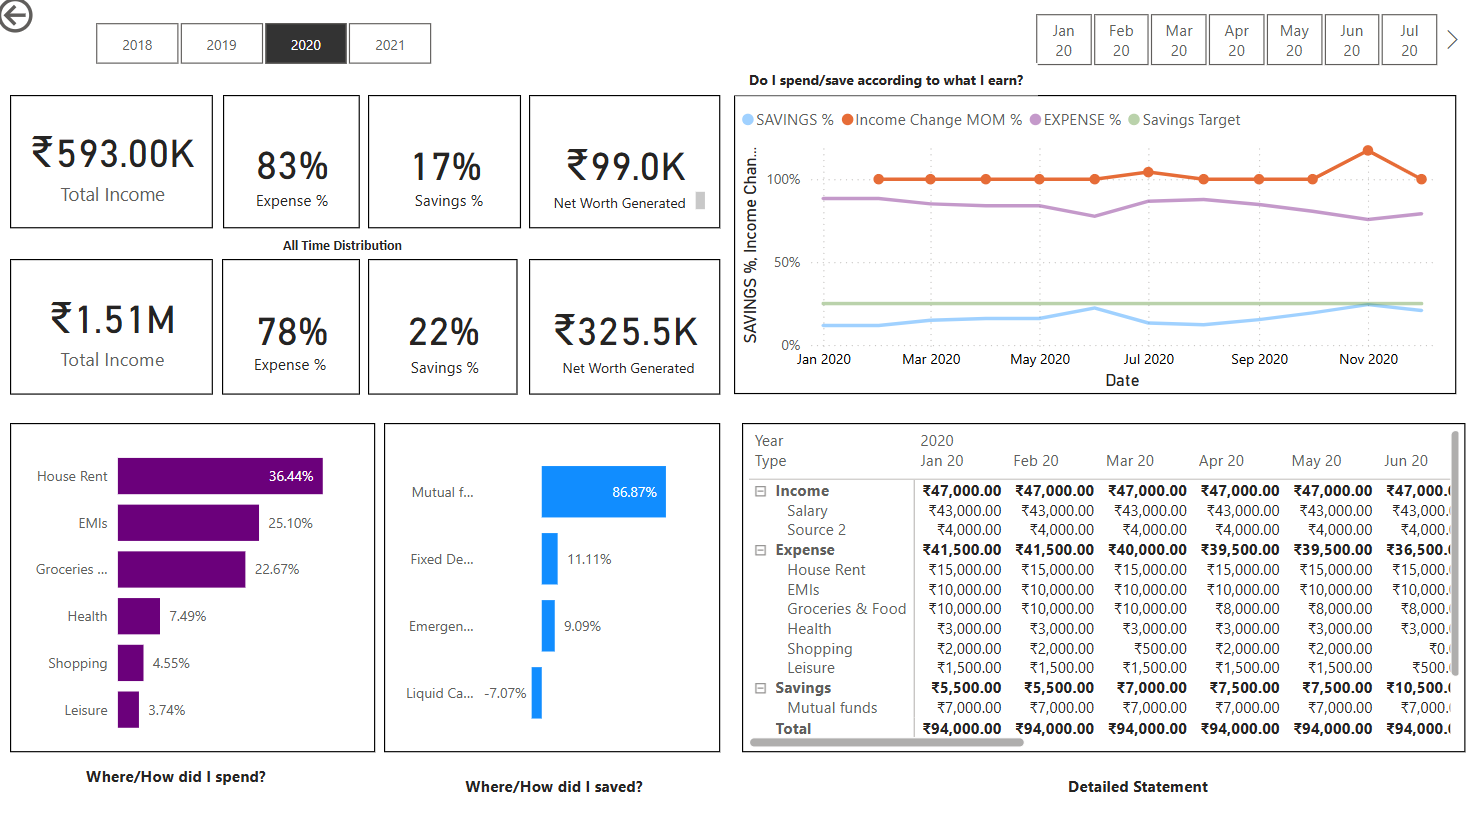 2018 2019 2020 2021
Jan 20 Feb 20 Mar 20 Apr 20 May 20 Jun 20 Jul 20
₹593.00K
Total Income
83%
Expense %
17%
Savings %
₹99.0K
Net Worth Generated
All Time Distribution
₹1.51M
Total Income
78%
Expense %
22%
Savings %
₹325.5K
Net Worth Generated
Do I spend/save according to what I earn?
SAVINGS % Income Change MOM % EXPENSE % Savings Target
SAVINGS %, Income Chan...
100%
50%
0%
Jan 2020 Mar 2020 May 2020 Jul 2020 Sep 2020 Nov 2020
Date
House Rent 36.44%
EMIs 25.10%
Groceries ... 22.67%
Health 7.49%
Shopping 4.55%
Leisure 3.74%
Where/How did I spend?
Mutual f... 86.87%
Fixed De... 11.11%
Emergen... 9.09%
Liquid Ca... -7.07%
Where/How did I saved?
Year 2020
Type Jan 20 Feb 20 Mar 20 Apr 20 May 20 Jun 20
Income ₹47,000.00 ₹47,000.00 ₹47,000.00 ₹47,000.00 ₹47,000.00 ₹47,000.
Salary ₹43,000.00 ₹43,000.00 ₹43,000.00 ₹43,000.00 ₹43,000.00 ₹43,000.
Source 2 ₹4,000.00 ₹4,000.00 ₹4,000.00 ₹4,000.00 ₹4,000.00 ₹4,000.
Expense ₹41,500.00 ₹41,500.00 ₹40,000.00 ₹39,500.00 ₹39,500.00 ₹36,500.
House Rent ₹15,000.00 ₹15,000.00 ₹15,000.00 ₹15,000.00 ₹15,000.00 ₹15,000.
EMIs ₹10,000.00 ₹10,000.00 ₹10,000.00 ₹10,000.00 ₹10,000.00 ₹10,000.
Groceries & Food ₹10,000.00 ₹10,000.00 ₹10,000.00 ₹8,000.00 ₹8,000.00 ₹8,000.
Health ₹3,000.00 ₹3,000.00 ₹3,000.00 ₹3,000.00 ₹3,000.00 ₹3,000.
Shopping ₹2,000.00 ₹2,000.00 ₹500.00 ₹2,000.00 ₹2,000.00 ₹0.
Leisure ₹1,500.00 ₹1,500.00 ₹1,500.00 ₹1,500.00 ₹1,500.00 ₹500.
Savings ₹5,500.00 ₹5,500.00 ₹7,000.00 ₹7,500.00 ₹7,500.00 ₹10,500.
Mutual funds ₹7,000.00 ₹7,000.00 ₹7,000.00 ₹7,000.00 ₹7,000.00 ₹7,000.
Total ₹94,000.00 ₹94,000.00 ₹94,000.00 ₹94,000.00 ₹94,000.00 ₹94,000.
Detailed Statement